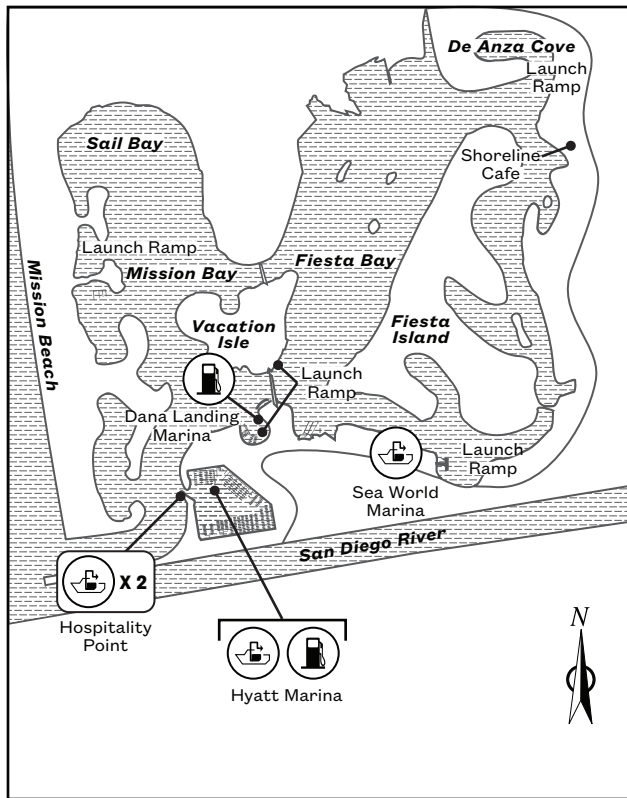 De Anza Cove
Launch
Ramp
Sail Bay
Shoreline
Cafe
Launch Ramp
Mission Bay
Fiesta Bay
Mission Beach
Vacation
Isle
Fiesta
Island
Launch
Ramp
Dana Landing
Marina
Launch
Ramp
Sea World
Marina
San Diego River
X 2
Hospitality
Point
Hyatt Marina
N